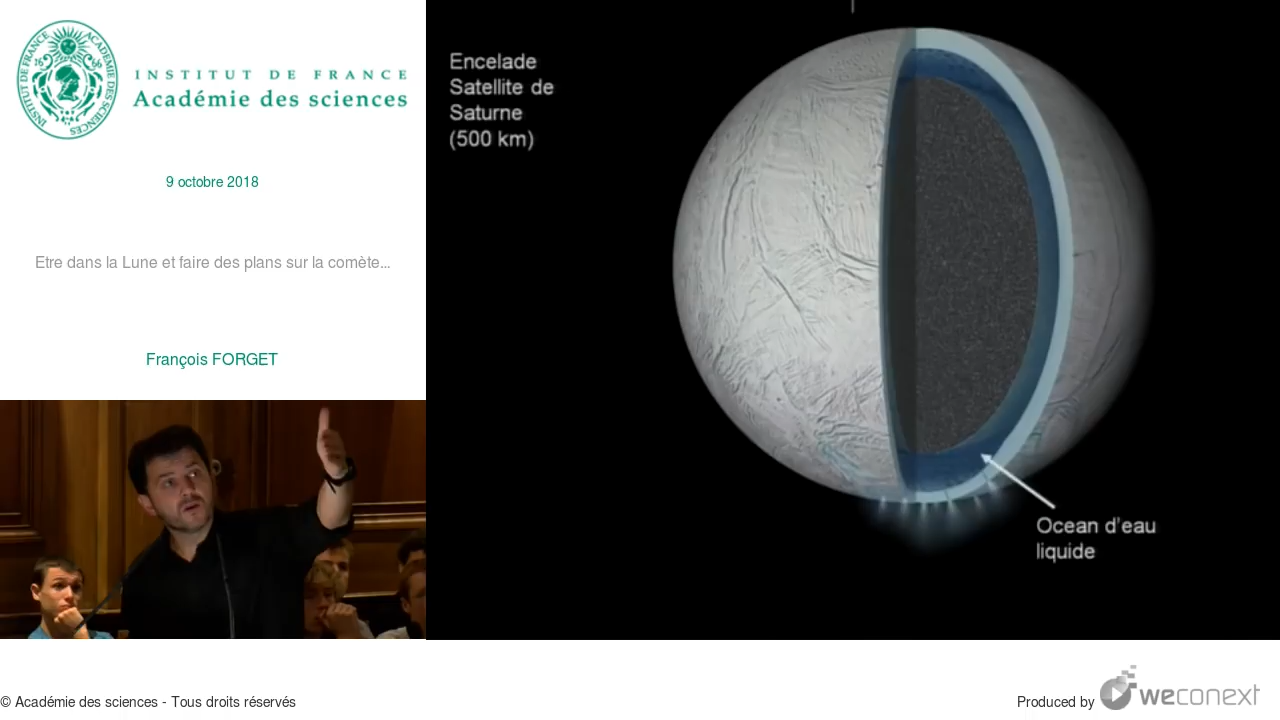 INSTITUT DE FRANCE
Académie des sciences
9 octobre 2018
Etre dans la Lune et faire des plans sur la comète...
François FORGET
Encelade
Satellite de
Saturne
(500 km)
Ocean d'eau
liquide
© Académie des sciences - Tous droits réservés
Produced by weconext